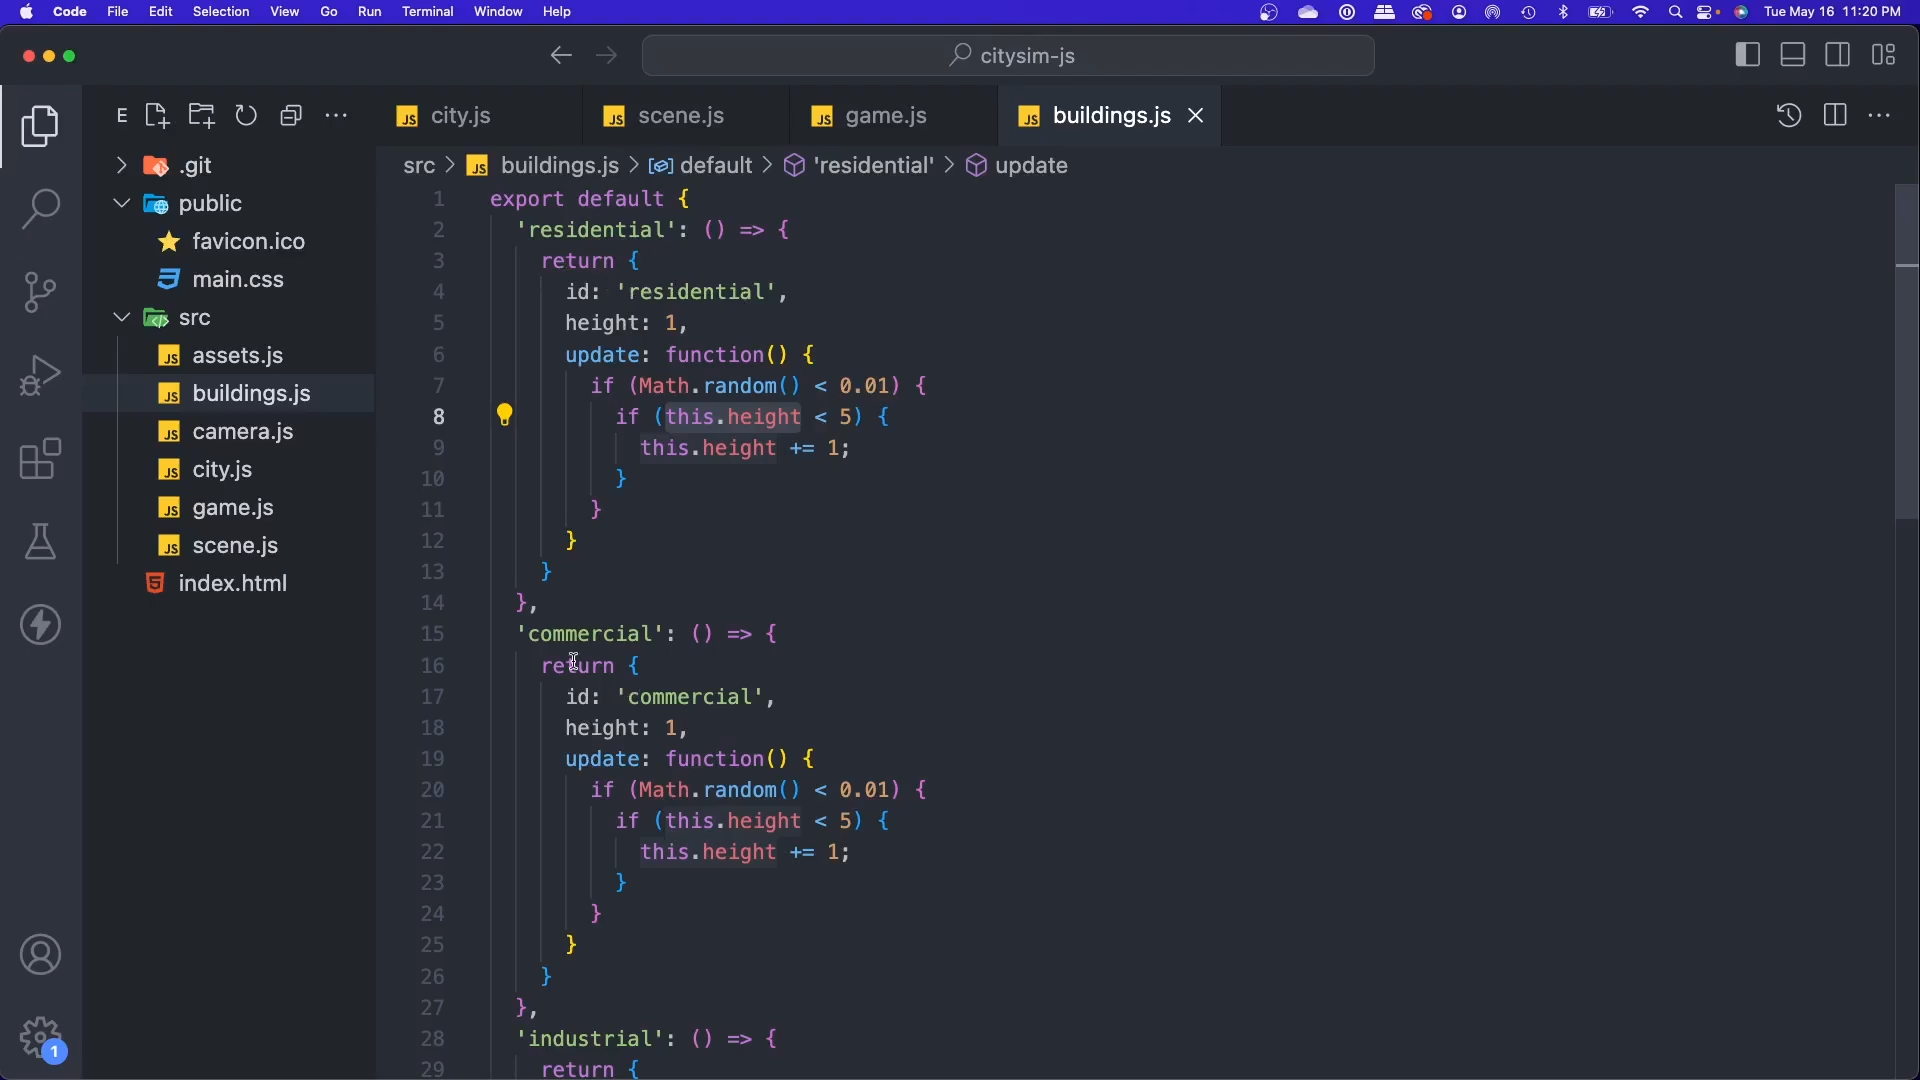 Code File Edit Selection View Go Run Terminal Window Help Tue May 16 11:20 PM
citysim-js
E
city.js scene.js game.js buildings.js
src > buildings.js > default > 'residential' > update
.git
public
favicon.ico
main.css
src
assets.js
buildings.js
camera.js
city.js
game.js
scene.js
index.html
1
1 export default {
2 'residential': () => {
3 return {
4 id: 'residential',
5 height: 1,
6 update: function() {
7 if (Math.random() < 0.01) {
8 if (this.height < 5) {
9 this.height += 1;
10 }
11 }
12 }
13 }
14 },
15 'commercial': () => {
16 return {
17 id: 'commercial',
18 height: 1,
19 update: function() {
20 if (Math.random() < 0.01) {
21 if (this.height < 5) {
22 this.height += 1;
23 }
24 }
25 }
26 }
27 },
28 'industrial': () => {
29 return {